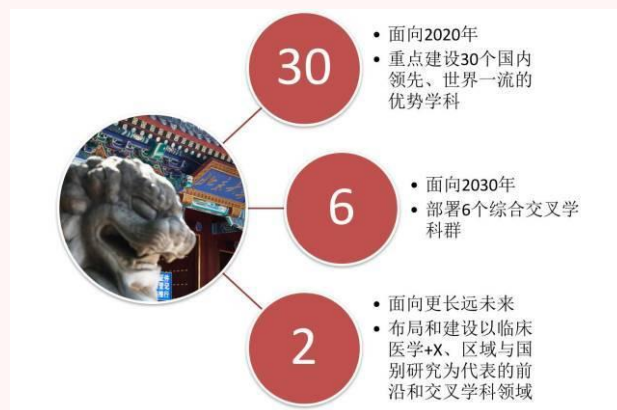 30
• 面向2020年
• 重点建设30个国内
领先、世界一流的
优势学科
6
• 面向2030年
• 部署6个综合交叉学
科群
2
• 面向更长远未来
• 布局和建设以临床
医学+X、区域与国
别研究为代表的前
沿和交叉学科领域